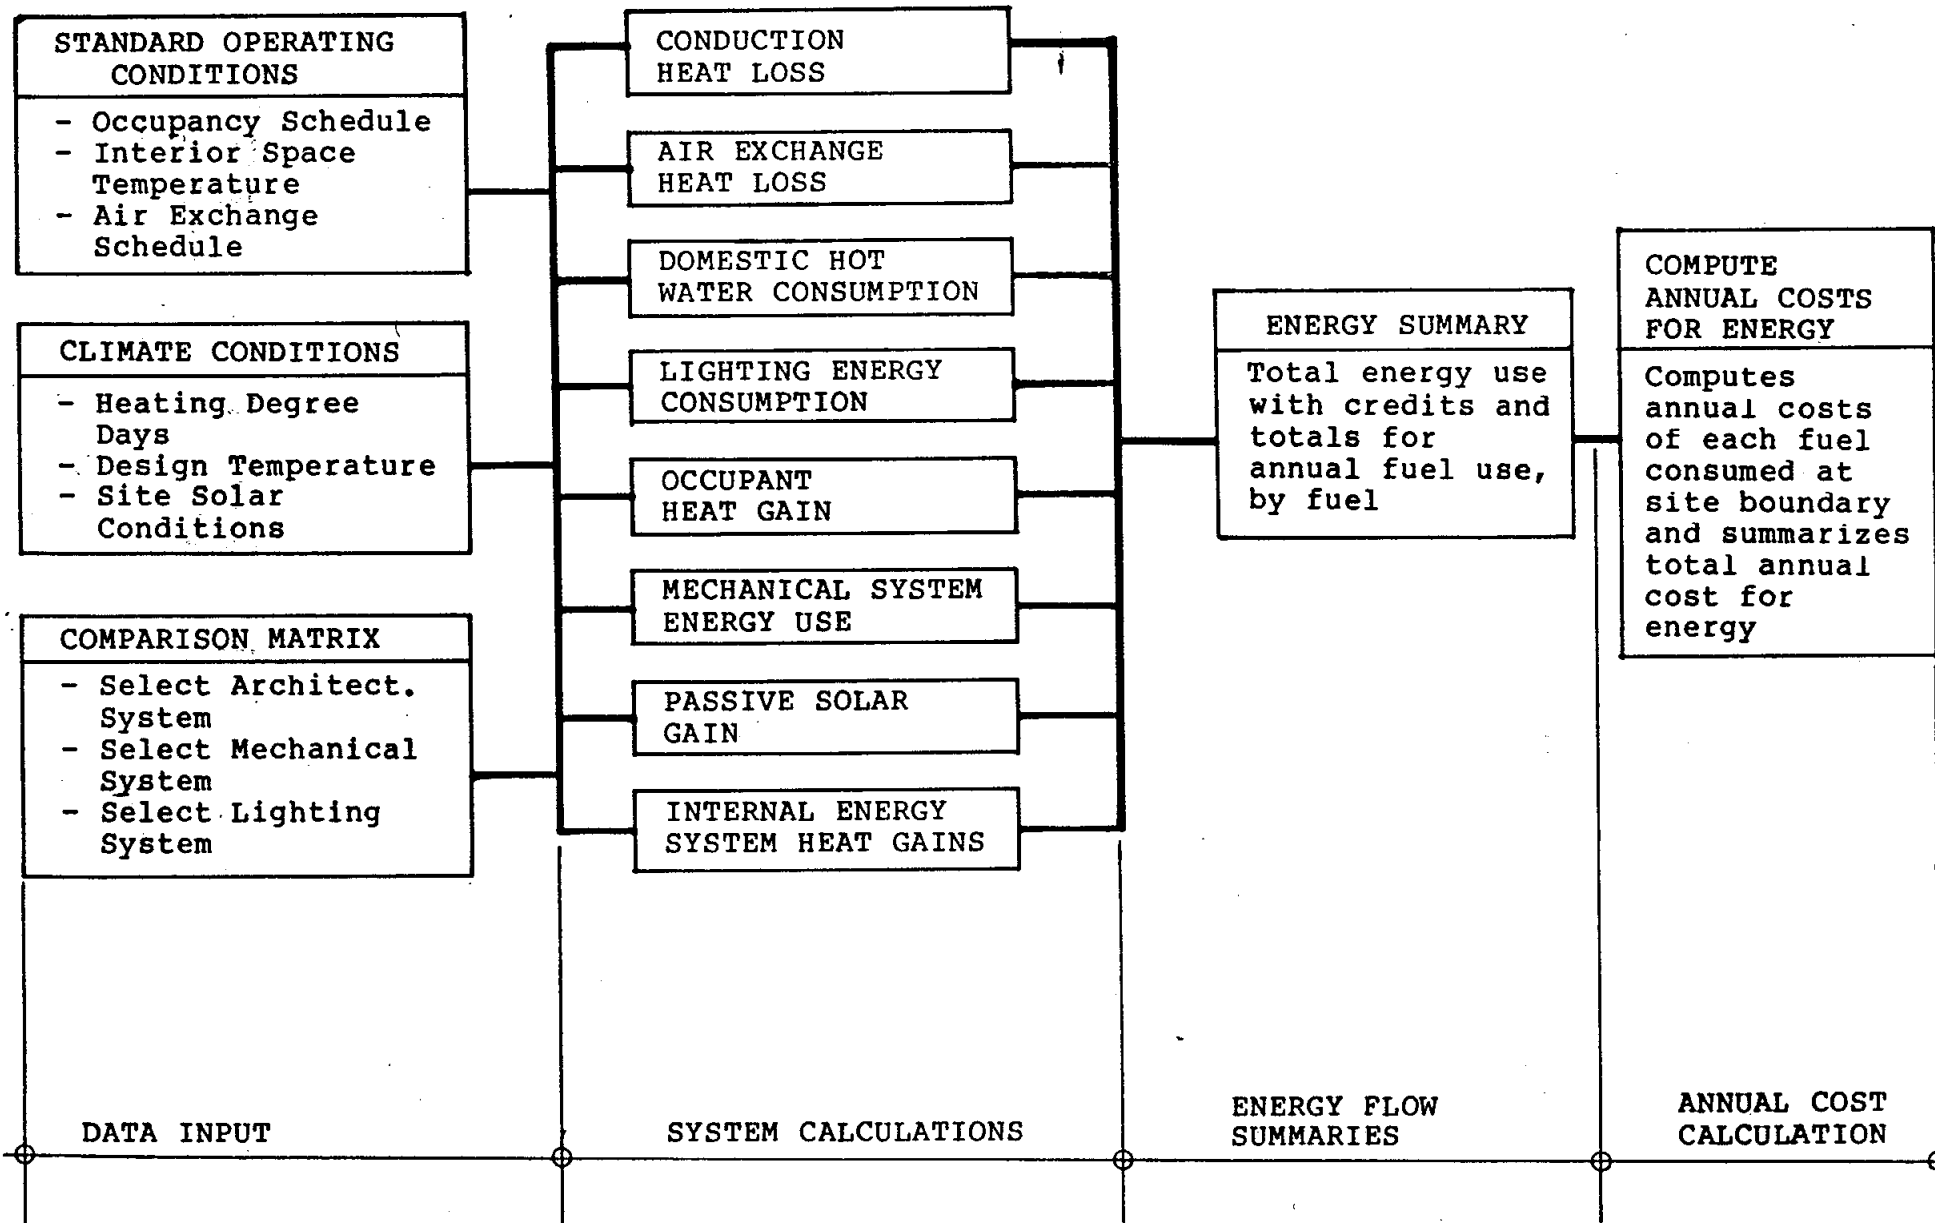 STANDARD OPERATING
CONDITIONS
- Occupancy Schedule
- Interior Space
Temperature
- Air Exchange
Schedule
CLIMATE CONDITIONS
- Heating Degree
Days
- Design Temperature
- Site Solar
Conditions
COMPARISON MATRIX
- Select Architect.
System
- Select Mechanical
System
- Select Lighting
System
CONDUCTION
HEAT LOSS
AIR EXCHANGE
HEAT LOSS
DOMESTIC HOT
WATER CONSUMPTION
LIGHTING ENERGY
CONSUMPTION
OCCUPANT
HEAT GAIN
MECHANICAL SYSTEM
ENERGY USE
PASSIVE SOLAR
GAIN
INTERNAL ENERGY
SYSTEM HEAT GAINS
ENERGY SUMMARY
Total energy use
with credits and
totals for
annual fuel use,
by fuel
COMPUTE
ANNUAL COSTS
FOR ENERGY
Computes
annual costs
of each fuel
consumed at
site boundary
and summarizes
total annual
cost for
energy
DATA INPUT
SYSTEM CALCULATIONS
ENERGY FLOW
SUMMARIES
ANNUAL COST
CALCULATION